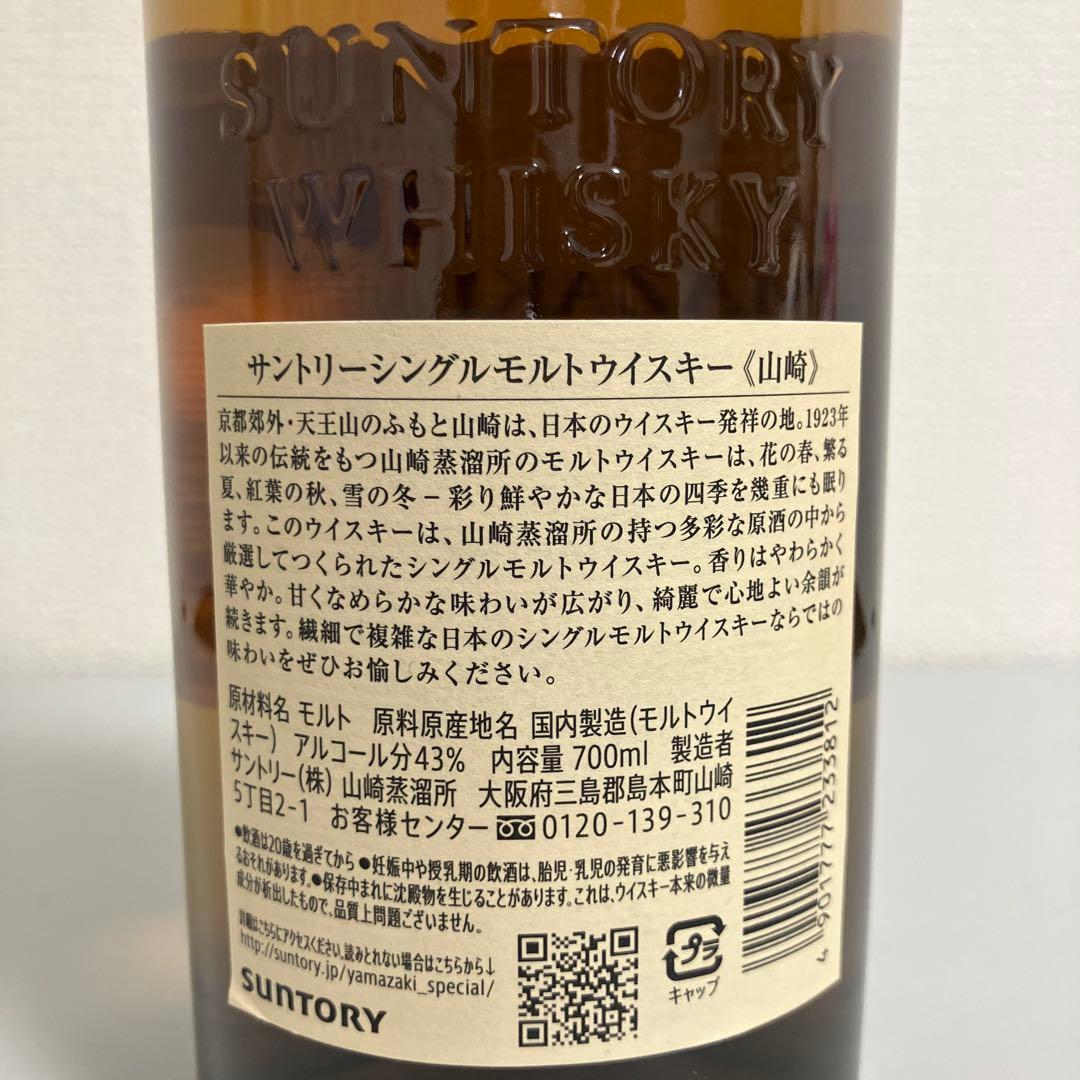 SUNTORY
WHISKY
サントリーシングルモルトウイスキー《山崎》
京都郊外・天王山のふもと山崎は、日本のウイスキー発祥の地。1923年
以来の伝統をもつ山崎蒸溜所のモルトウイスキーは、花の春、繁る
夏、紅葉の秋、雪の冬－彩り鮮やかな日本の四季を幾重にも眠り
ます。このウイスキーは、山崎蒸溜所の持つ多彩な原酒の中から
厳選してつくられたシングルモルトウイスキー。香りはやわらかく
華やか。甘くなめらかな味わいが広がり、綺麗で心地よい余韻が
続きます。繊細で複雑な日本のシングルモルトウイスキーならではの
味わいをぜひお愉しみください。
原材料名 モルト 原料原産地名 国内製造(モルトウイ
スキー) アルコール分43% 内容量 700ml 製造者
サントリー(株) 山崎蒸溜所 大阪府三島郡島本町山崎
5丁目2-1 お客様センター 0120-139-310
●飲酒は20歳を過ぎてから ●妊娠中や授乳期の飲酒は、胎児・乳児の発育に悪影響を与え
るおそれがあります。●保存中まれに沈殿物を生じることがあります。これは、ウイスキー本来の微量
成分が析出したもので、品質上問題ございません。
詳細はこちらにアクセスください。読みとれない場合はこちらから↓
http://suntory.jp/yamazaki_special/
SUNTORY
プラ
キャップ
4 901777 233812